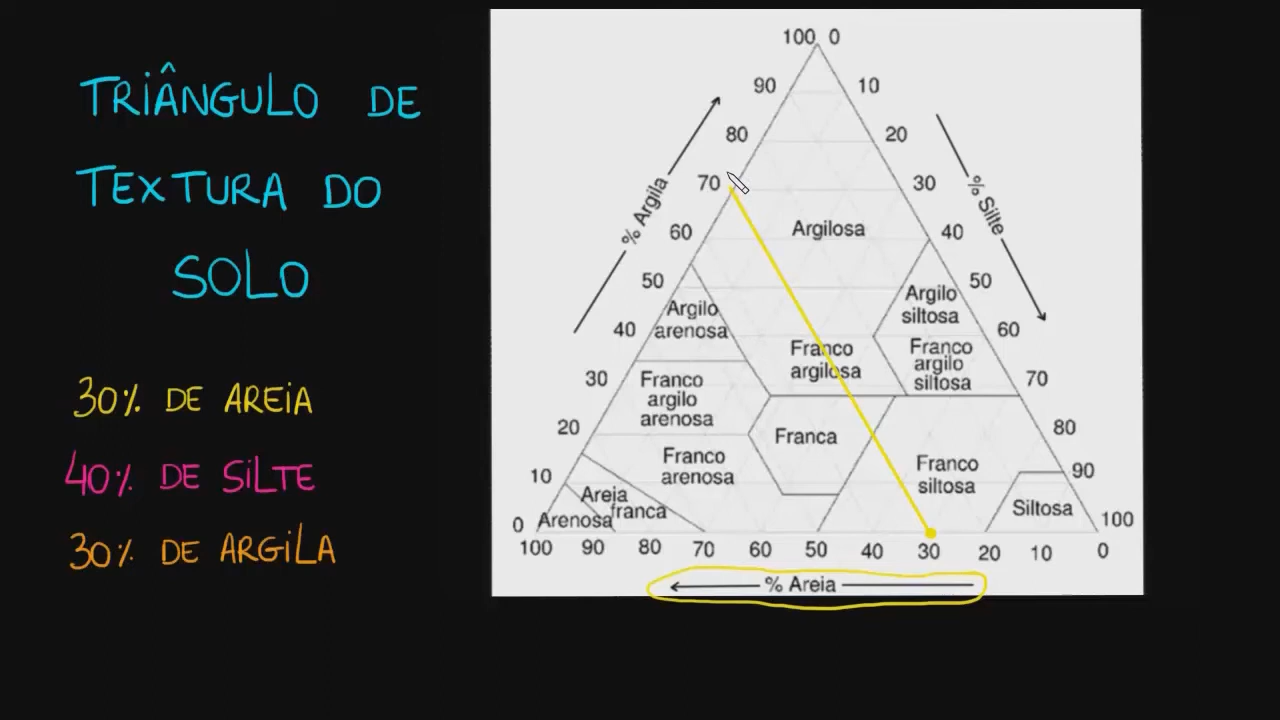 TRIÂNGULO DE
TEXTURA DO
SOLO
30% DE AREIA
40% DE SILTE
30% DE ARGILA
100 0
90 10
80 20
70 30
60 40
50 50
40 60
30 70
20 80
10 90
0 100
% Argila
% Silte
Argilosa
Argilo
arenosa
Argilo
siltosa
Franco
argilosa
Franco
argilo
siltosa
Franco
argilo
arenosa
Franca
Franco
arenosa
Franco
siltosa
Areia
franca
Arenosa
Siltosa
100 90 80 70 60 50 40 30 20 10 0
% Areia